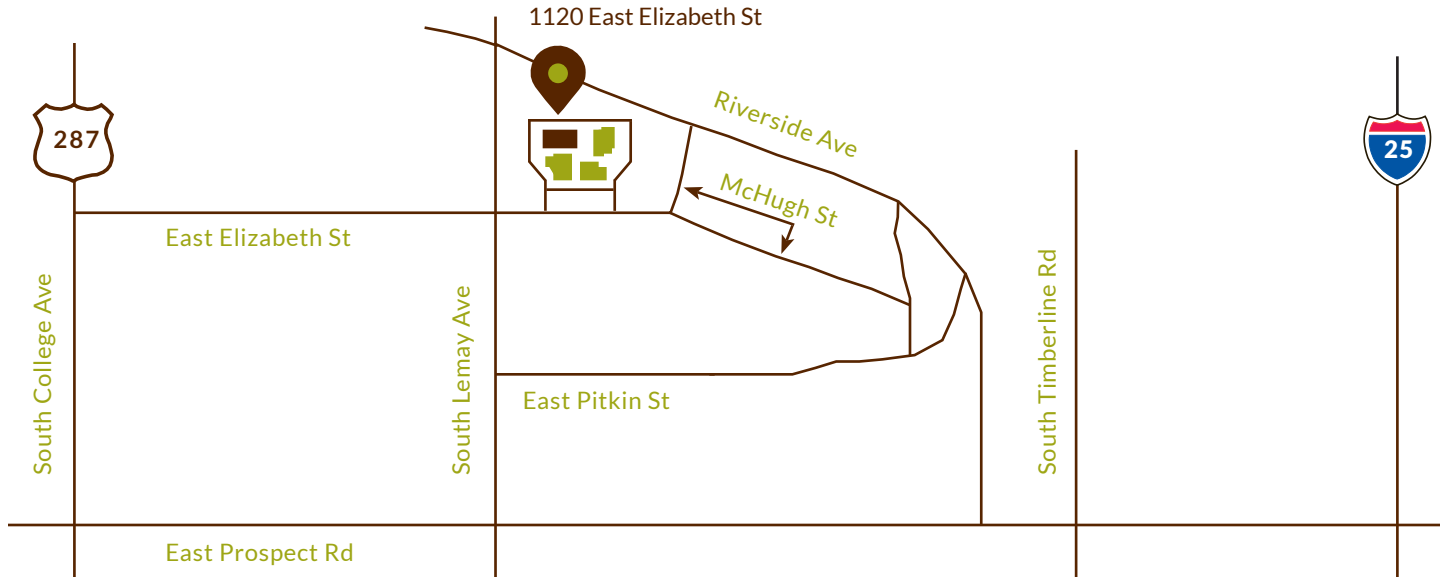 1120 East Elizabeth St
Riverside Ave
287
25
McHugh St
East Elizabeth St
South College Ave
South Lemay Ave
South Timberline Rd
East Pitkin St
East Prospect Rd